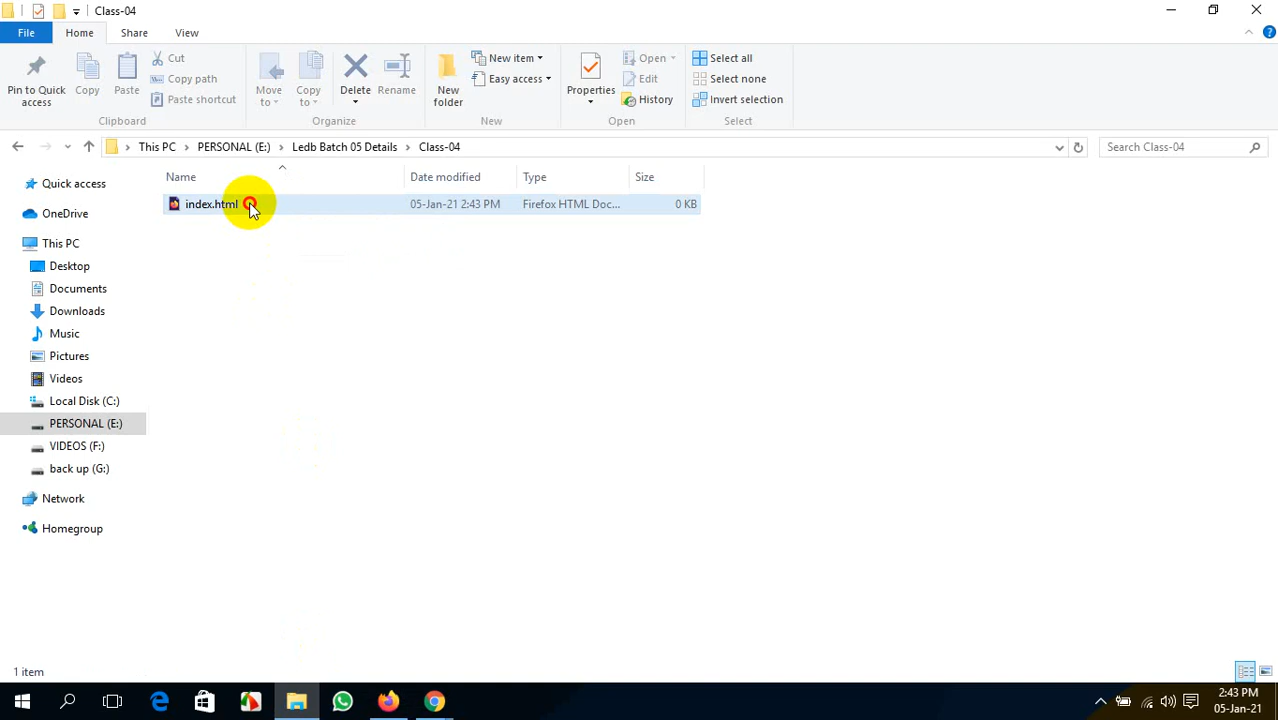 Class-04
File Home Share View
Pin to Quick access
Copy
Paste
Cut
Copy path
Paste shortcut
Clipboard
Move to
Copy to
Delete
Rename
Organize
New folder
New item
Easy access
New
Properties
Open
Edit
History
Open
Select all
Select none
Invert selection
Select
This PC > PERSONAL (E:) > Ledb Batch 05 Details > Class-04
Search Class-04
Name Date modified Type Size
index.html 05-Jan-21 2:43 PM Firefox HTML Doc... 0 KB
Quick access
OneDrive
This PC
Desktop
Documents
Downloads
Music
Pictures
Videos
Local Disk (C:)
PERSONAL (E:)
VIDEOS (F:)
back up (G:)
Network
Homegroup
1 item
2:43 PM
05-Jan-21